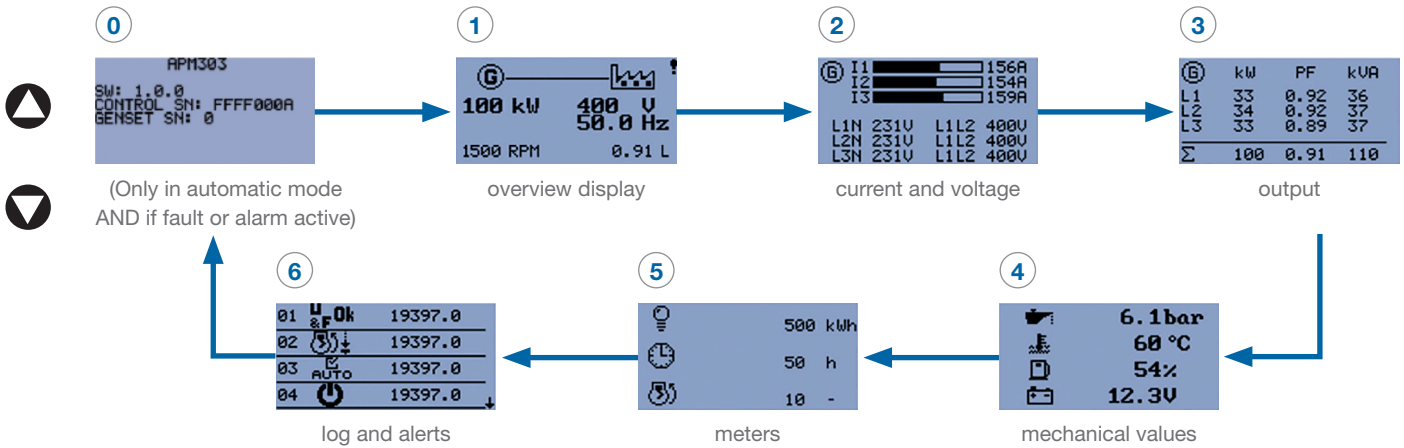 0
APM303
SW: 1.0.0
CONTROL SN: FFFF000A
GENSET SN: 0
(Only in automatic mode
AND if fault or alarm active)
1
G
100 kW 400 V
50.0 Hz
1500 RPM 0.91 L
overview display
2
G I1 156A
I2 154A
I3 159A
L1N 231V L1L2 400V
L2N 231V L1L2 400V
L3N 231V L1L2 400V
current and voltage
3
G kW PF kVA
L1 33 0.92 36
L2 34 0.92 37
L3 33 0.89 37
Σ 100 0.91 110
output
4
6.1bar
60 °C
54%
12.3V
mechanical values
5
500 kWh
50 h
10 -
meters
6
01 U&F Ok 19397.0
02 19397.0
03 AUTO 19397.0
04 19397.0
log and alerts